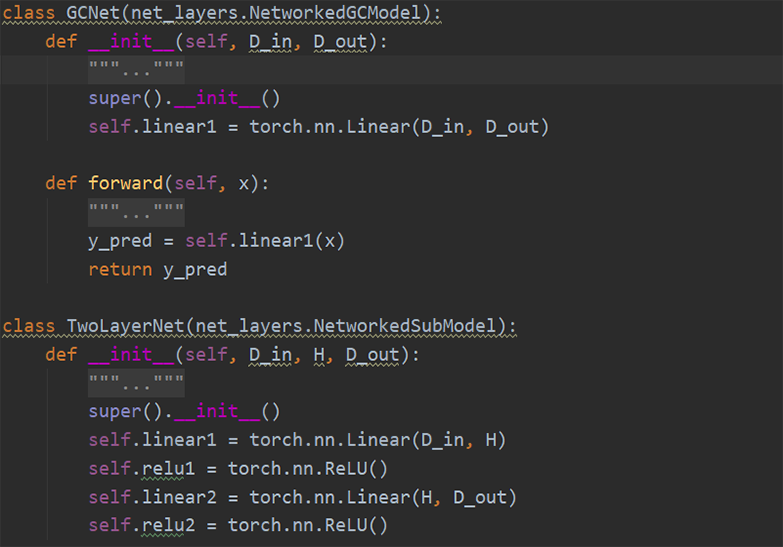 class GCNet(net_layers.NetworkedGCModel):
    def __init__(self, D_in, D_out):
        """..."""
        super().__init__()
        self.linear1 = torch.nn.Linear(D_in, D_out)

    def forward(self, x):
        """..."""
        y_pred = self.linear1(x)
        return y_pred

class TwoLayerNet(net_layers.NetworkedSubModel):
    def __init__(self, D_in, H, D_out):
        """..."""
        super().__init__()
        self.linear1 = torch.nn.Linear(D_in, H)
        self.relu1 = torch.nn.ReLU()
        self.linear2 = torch.nn.Linear(H, D_out)
        self.relu2 = torch.nn.ReLU()